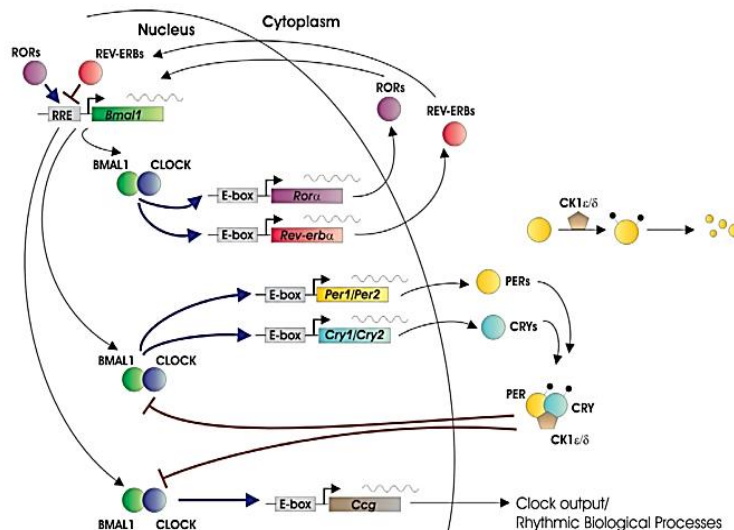 Nucleus
Cytoplasm
RORs
REV-ERBs
RORs
REV-ERBs
RRE
Bmal1
BMAL1
CLOCK
E-box
Rorα
E-box
Rev-erbα
CK1ε/δ
E-box
Per1/Per2
PERs
E-box
Cry1/Cry2
CRYs
BMAL1
CLOCK
PER
CRY
CK1ε/δ
E-box
Ccg
Clock output/
Rhythmic Biological Processes
BMAL1
CLOCK